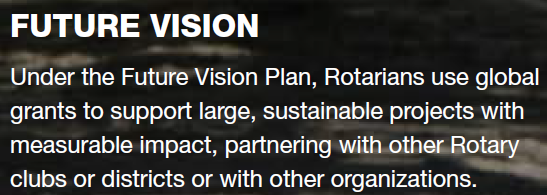 FUTURE VISION
Under the Future Vision Plan, Rotarians use global
grants to support large, sustainable projects with
measurable impact, partnering with other Rotary
clubs or districts or with other organizations.